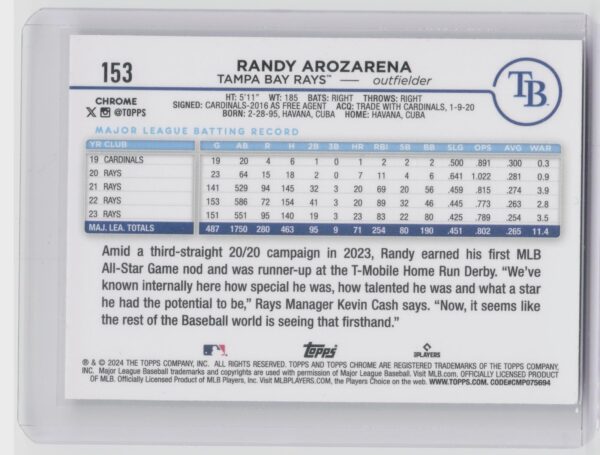 153
RANDY AROZARENA
TAMPA BAY RAYS™ — outfielder
TB
CHROME
X @TOPPS
HT: 5'11" WT: 185 BATS: RIGHT THROWS: RIGHT
SIGNED: CARDINALS-2016 AS FREE AGENT ACQ: TRADE WITH CARDINALS, 1-9-20
BORN: 2-28-95, HAVANA, CUBA HOME: HAVANA, CUBA
MAJOR LEAGUE BATTING RECORD
YR CLUB G AB R H 2B 3B HR RBI SB BB SLG OPS AVG WAR
19 CARDINALS 19 20 4 6 1 0 1 2 2 2 .500 .891 .300 0.3
20 RAYS 23 64 15 18 2 0 7 11 4 6 .641 1.022 .281 0.9
21 RAYS 141 529 94 145 32 3 20 69 20 56 .459 .815 .274 3.9
22 RAYS 153 586 72 154 41 3 20 89 32 46 .445 .773 .263 2.8
23 RAYS 151 551 95 140 19 3 23 83 22 80 .425 .789 .254 3.5
MAJ. LEA. TOTALS 487 1750 280 463 95 9 71 254 80 190 .451 .802 .265 11.4
Amid a third-straight 20/20 campaign in 2023, Randy earned his first MLB
All-Star Game nod and was runner-up at the T-Mobile Home Run Derby. “We’ve
known internally here how special he was, how talented he was and what a star
he had the potential to be,” Rays Manager Kevin Cash says. “Now, it seems like
the rest of the Baseball world is seeing that firsthand.”
Topps
PLAYERS
® & © 2024 THE TOPPS COMPANY, INC. ALL RIGHTS RESERVED. TOPPS AND TOPPS CHROME ARE REGISTERED TRADEMARKS OF THE TOPPS COMPANY,
INC. Major League Baseball trademarks and copyrights are used with permission of Major League Baseball. Visit MLB.com. OFFICIALLY LICENSED PRODUCT
OF MLB. Officially Licensed Product of MLB Players, Inc. Visit MLBPLAYERS.COM, the Players Choice on the web. WWW.TOPPS.COM. CODE#CMP075694